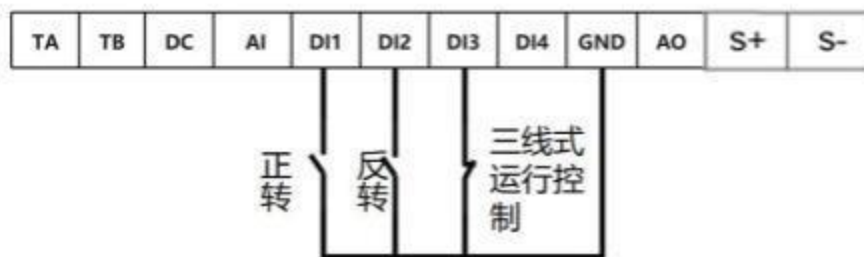 TA TB DC AI DI1 DI2 DI3 DI4 GND AO S+ S-
正转
反转
三线式
运行控
制